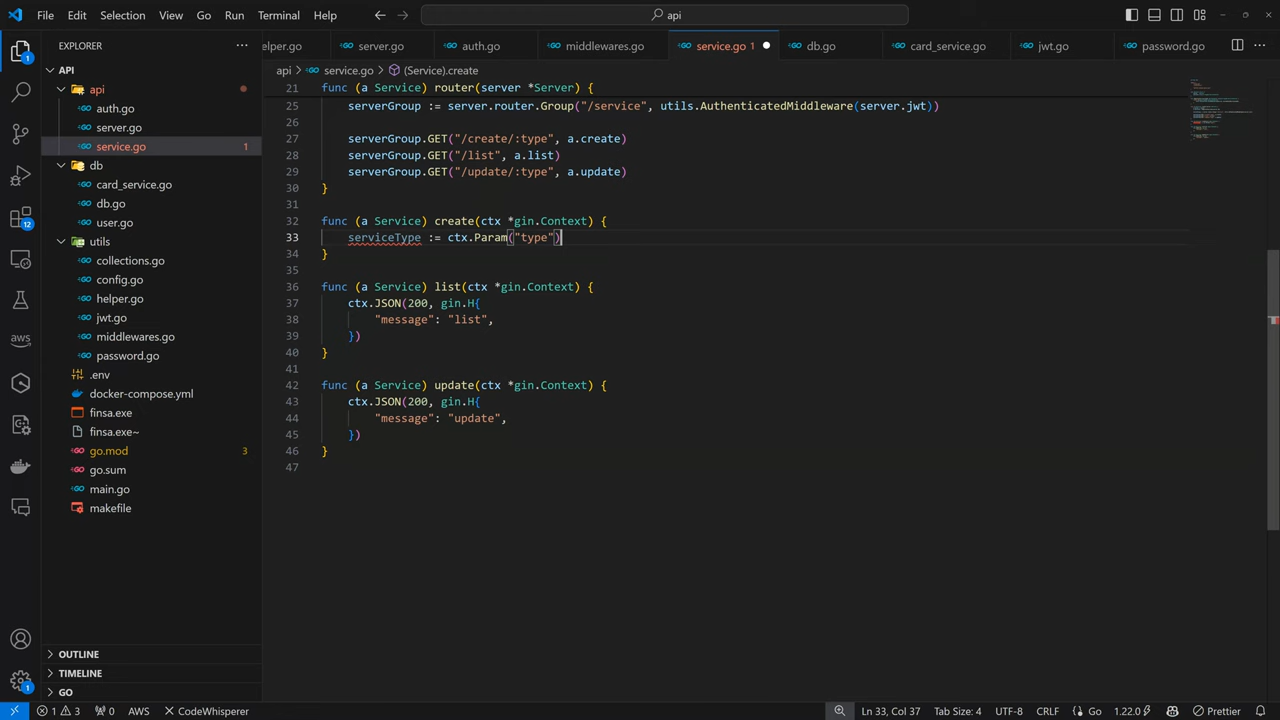 File Edit Selection View Go Run Terminal Help
api
EXPLORER
elper.go server.go auth.go middlewares.go service.go 1 db.go card_service.go jwt.go password.go
API
api
auth.go
server.go
service.go 1
db
card_service.go
db.go
user.go
utils
collections.go
config.go
helper.go
jwt.go
middlewares.go
password.go
.env
docker-compose.yml
finsa.exe
finsa.exe~
go.mod 3
go.sum
main.go
makefile
OUTLINE
TIMELINE
GO
1
12
aws
1
api service.go (Service).create
21 func (a Service) router(server *Server) {
25 serverGroup := server.router.Group("/service", utils.AuthenticatedMiddleware(server.jwt))
26
27 serverGroup.GET("/create/:type", a.create)
28 serverGroup.GET("/list", a.list)
29 serverGroup.GET("/update/:type", a.update)
30 }
31
32 func (a Service) create(ctx *gin.Context) {
33 serviceType := ctx.Param("type")
34 }
35
36 func (a Service) list(ctx *gin.Context) {
37 ctx.JSON(200, gin.H{
38 "message": "list",
39 })
40 }
41
42 func (a Service) update(ctx *gin.Context) {
43 ctx.JSON(200, gin.H{
44 "message": "update",
45 })
46 }
47
1 3 0 AWS CodeWhisperer Ln 33, Col 37 Tab Size: 4 UTF-8 CRLF Go 1.22.0 Prettier